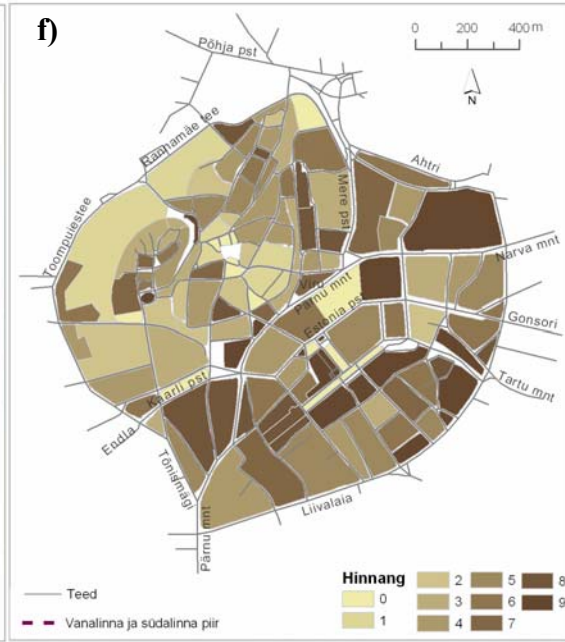 f)
0 200 400 m
N
Põhja pst
Rannamäe tee
Ahtri
Mere pst
Toompuiestee
Narva mnt
Viru
Pärnu mnt
Estonia pst
Gonsori
Kaarli pst
Tartu mnt
Endla
Tõnismägi
Liivalaia
Pärnu mnt
Hinnang
0
1
2
3
4
5
6
7
8
9
Teed
Vanalinna ja südalinna piir